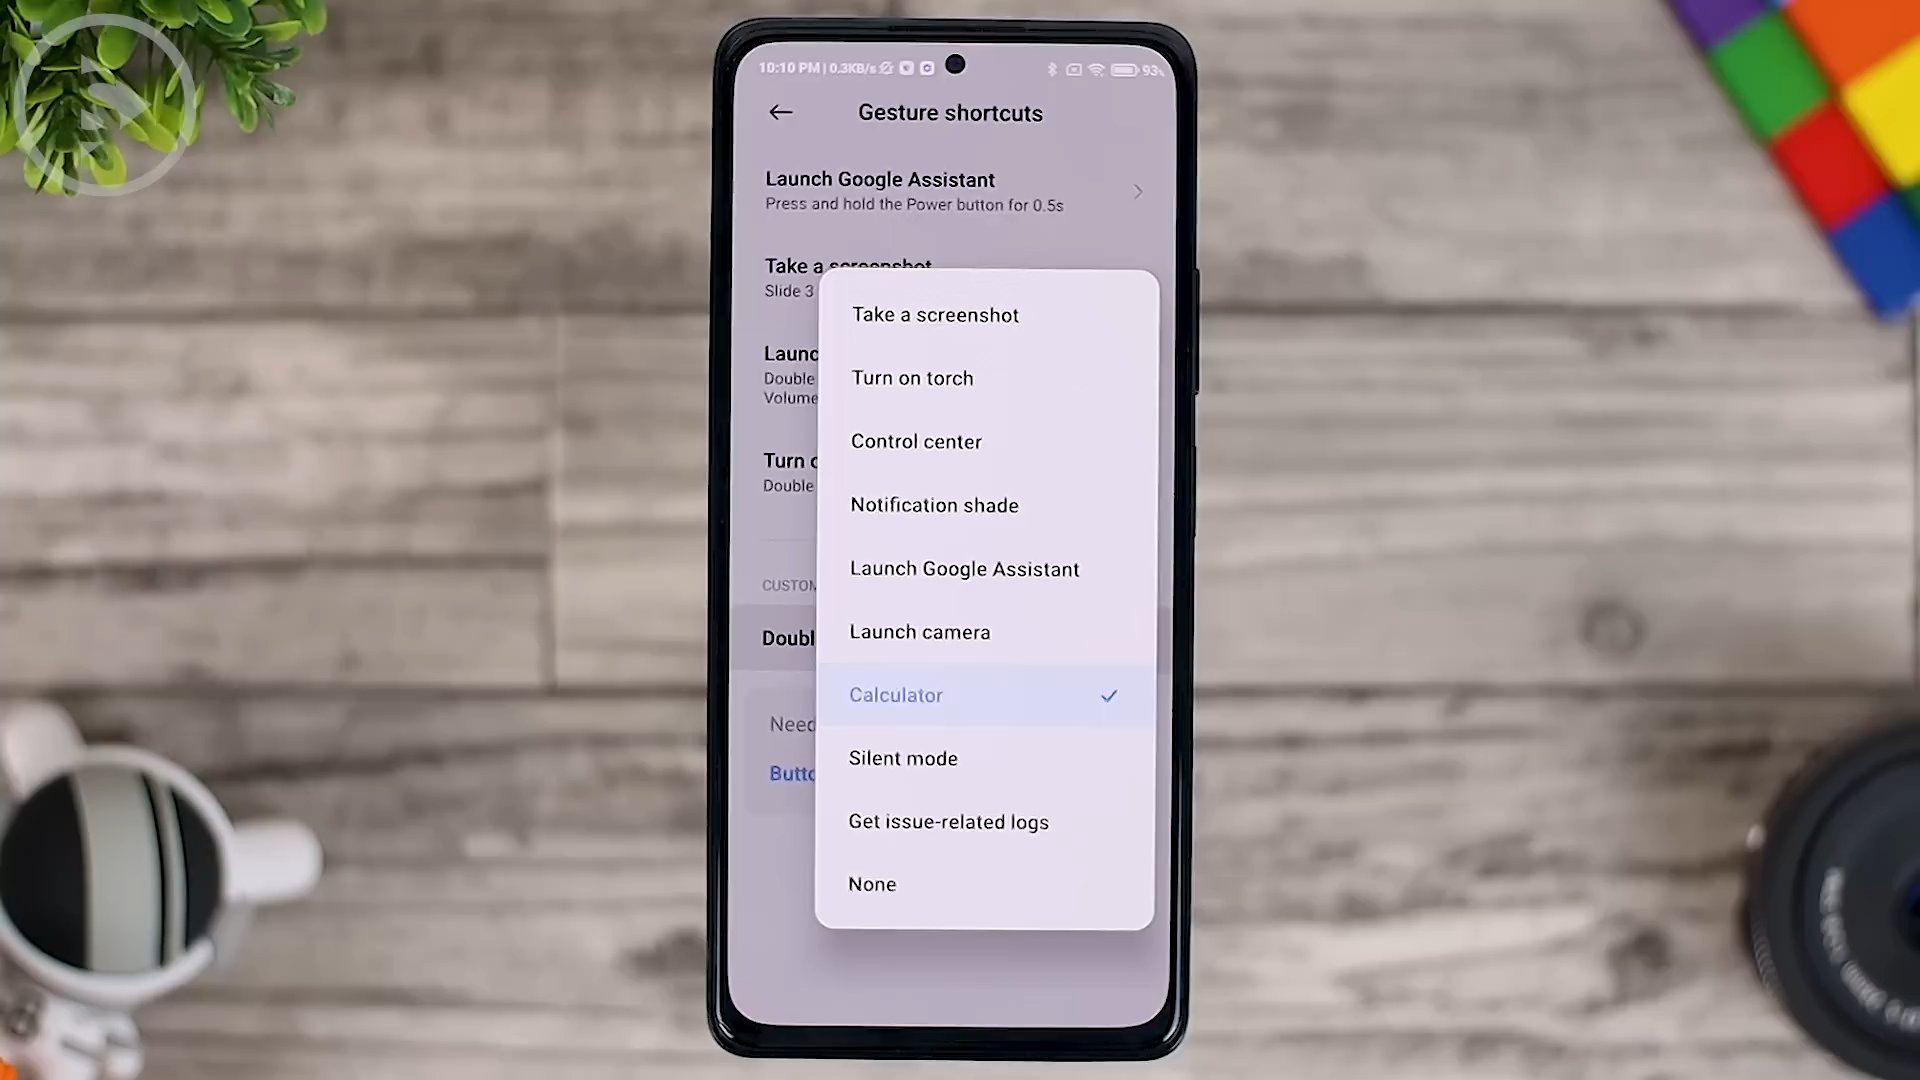 10:10 PM | 0.3KB/s
93%
Gesture shortcuts
Launch Google Assistant
Press and hold the Power button for 0.5s
Take a screenshot
Slide 3
Launc
Double
Volume
Turn o
Double
CUSTOM
Doubl
Need
Butto
Take a screenshot
Turn on torch
Control center
Notification shade
Launch Google Assistant
Launch camera
Calculator
Silent mode
Get issue-related logs
None